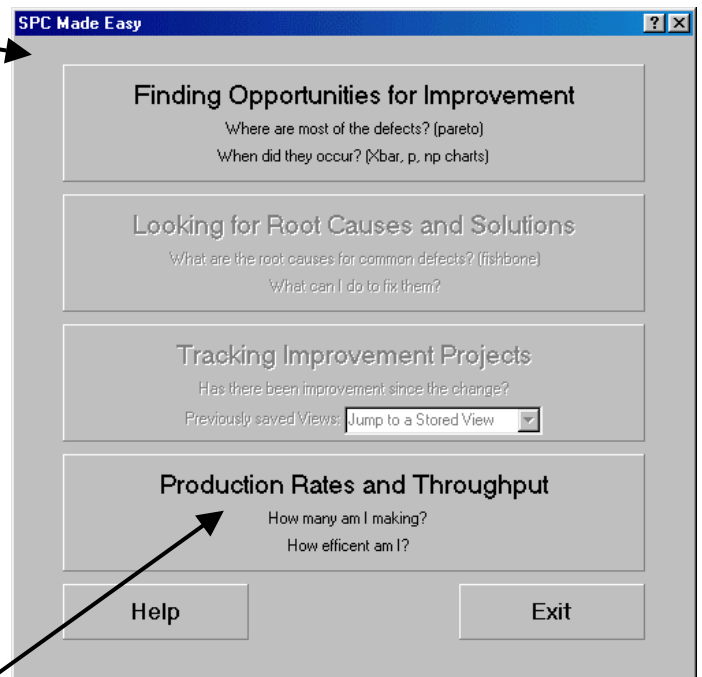 SPC Made Easy
Finding Opportunities for Improvement
Where are most of the defects? (pareto)
When did they occur? (Xbar, p, np charts)
Looking for Root Causes and Solutions
What are the root causes for common defects? (fishbone)
What can I do to fix them?
Tracking Improvement Projects
Has there been improvement since the change?
Previously saved Views: Jump to a Stored View
Production Rates and Throughput
How many am I making?
How efficent am I?
Help Exit